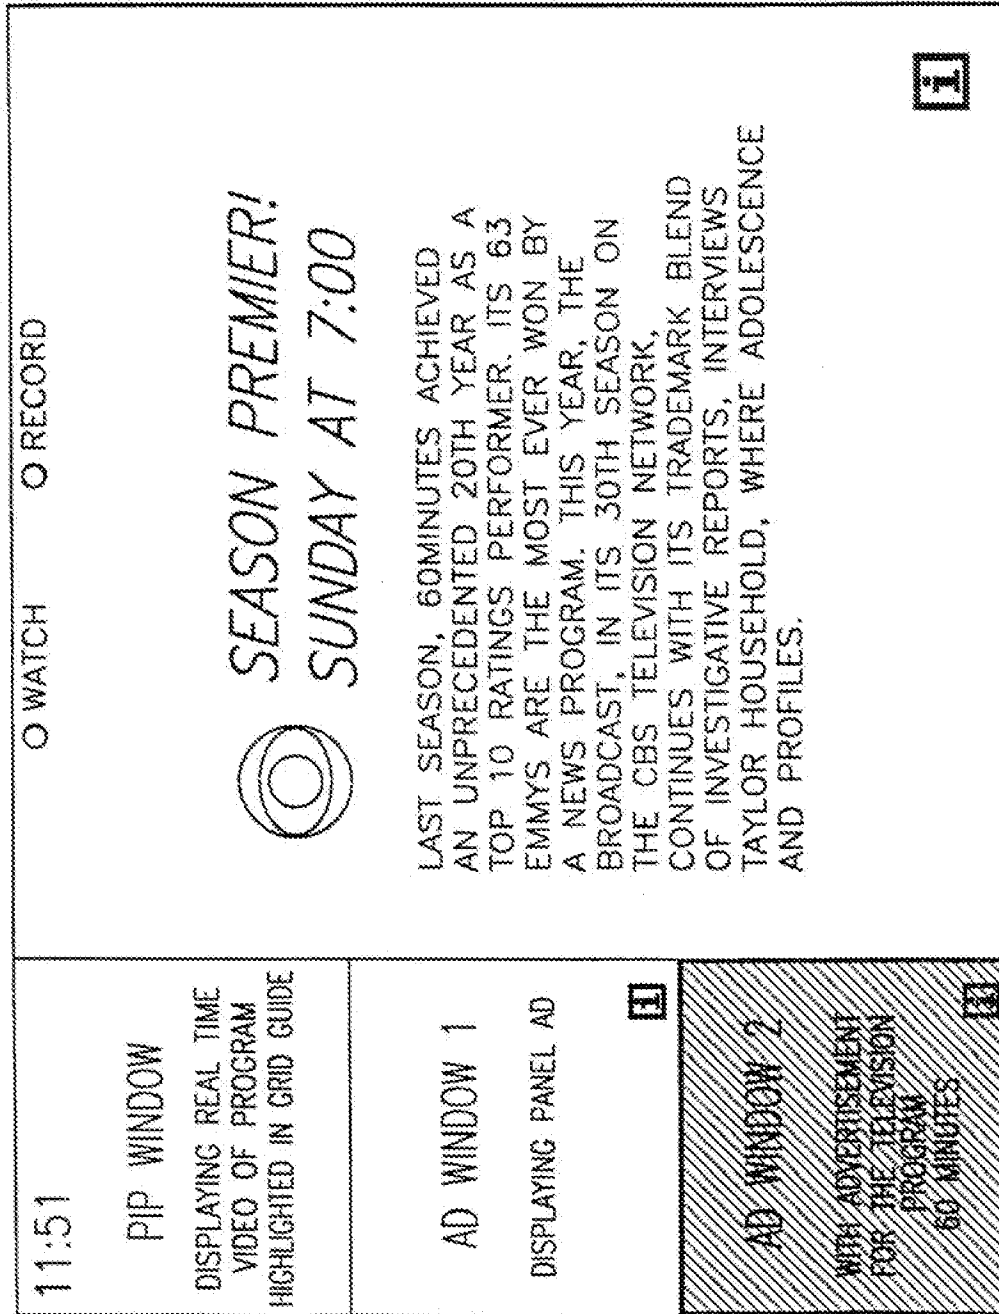 11:51
O WATCH O RECORD
PIP WINDOW
DISPLAYING REAL TIME
VIDEO OF PROGRAM
HIGHLIGHTED IN GRID GUIDE
AD WINDOW 1
DISPLAYING PANEL AD
i
AD WINDOW 2
WITH ADVERTISEMENT
FOR THE TELEVISION
PROGRAM
60 MINUTES
i
SEASON PREMIER!
SUNDAY AT 7:00
LAST SEASON, 60MINUTES ACHIEVED
AN UNPRECEDENTED 20TH YEAR AS A
TOP 10 RATINGS PERFORMER. ITS 63
EMMYS ARE THE MOST EVER WON BY
A NEWS PROGRAM. THIS YEAR, THE
BROADCAST, IN ITS 30TH SEASON ON
THE CBS TELEVISION NETWORK,
CONTINUES WITH ITS TRADEMARK BLEND
OF INVESTIGATIVE REPORTS, INTERVIEWS
TAYLOR HOUSEHOLD, WHERE ADOLESCENCE
AND PROFILES.
i